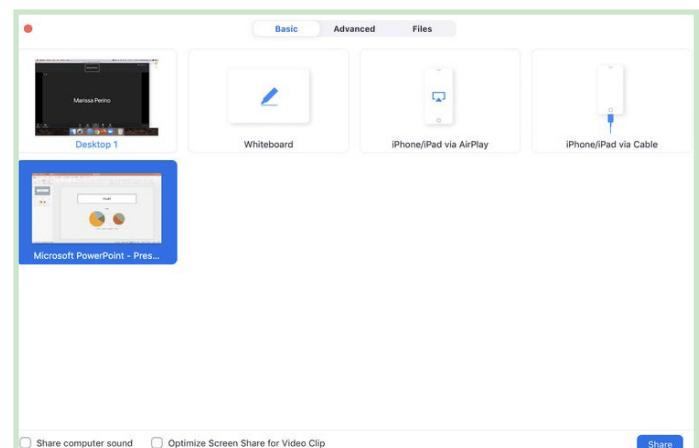 Basic Advanced Files
Marissa Perino
Desktop 1
Whiteboard
iPhone/iPad via AirPlay
iPhone/iPad via Cable
Microsoft PowerPoint - Pres...
Share computer sound
Optimize Screen Share for Video Clip
Share